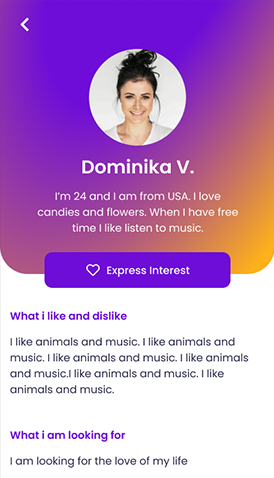 Dominika V.
I'm 24 and I am from USA. I love
candies and flowers. When I have free
time I like listen to music.
Express Interest
What i like and dislike
I like animals and music. I like animals and
music. I like animals and music. I like animals
and music.I like animals and music. I like
animals and music.
What i am looking for
I am looking for the love of my life